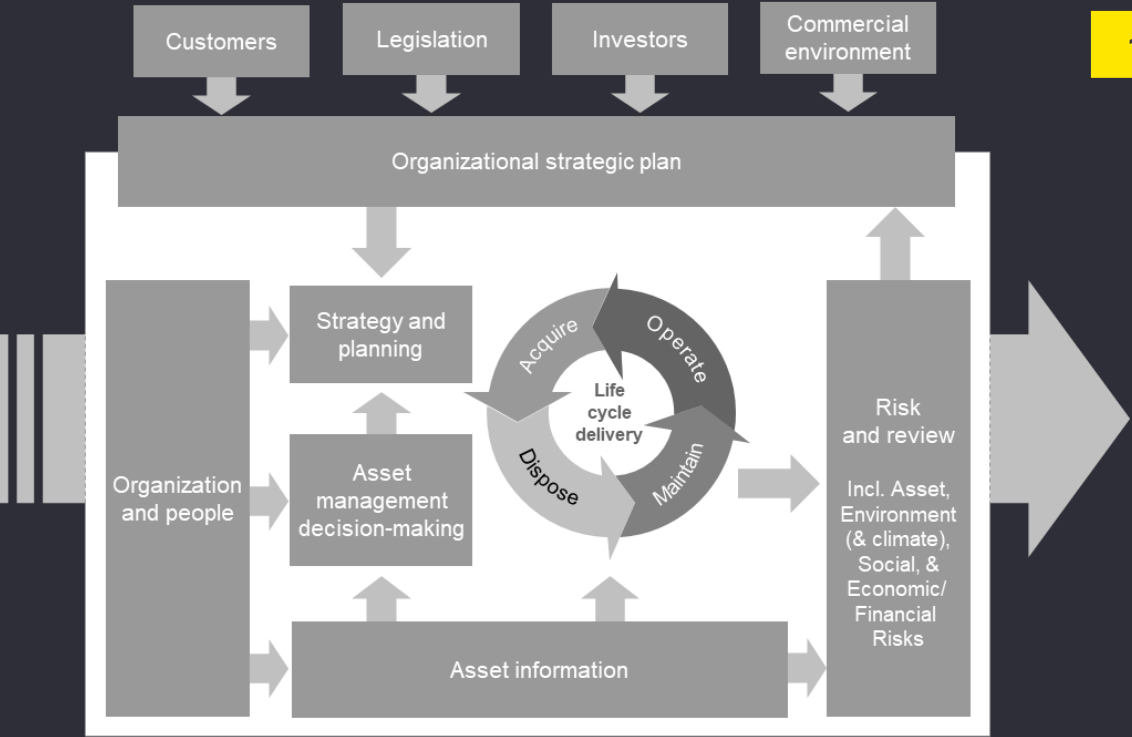 Customers
Legislation
Investors
Commercial
environment
Organizational strategic plan
Strategy and
planning
Acquire
Operate
Life
cycle
delivery
Dispose
Maintain
Risk
and review
Incl. Asset,
Environment
(& climate),
Social, &
Economic/
Financial
Risks
Organization
and people
Asset
management
decision-making
Asset information